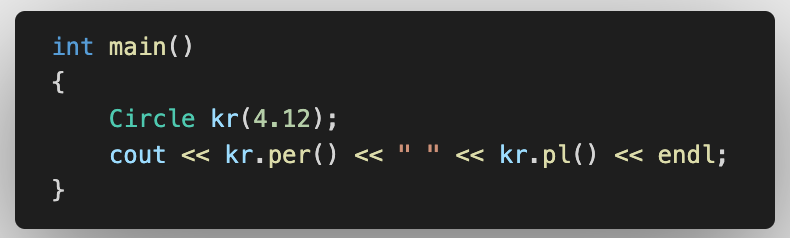 int main()
{
    Circle kr(4.12);
    cout << kr.per() << " " << kr.pl() << endl;
}